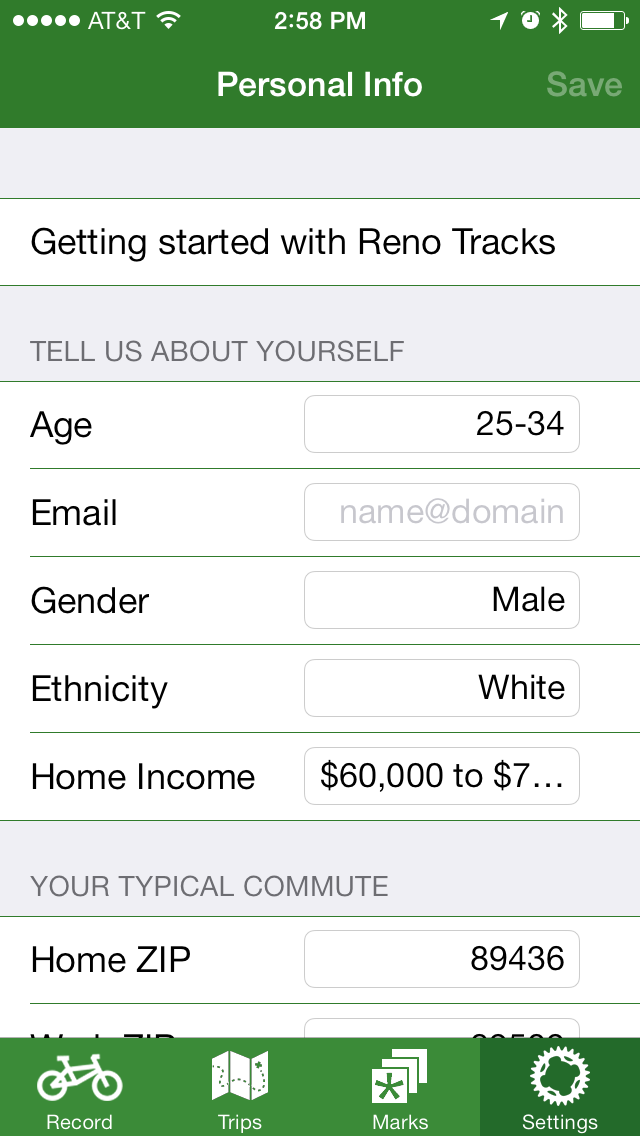 AT&T 2:58 PM
Personal Info Save
Getting started with Reno Tracks
TELL US ABOUT YOURSELF
Age 25-34
Email name@domain
Gender Male
Ethnicity White
Home Income $60,000 to $7...
YOUR TYPICAL COMMUTE
Home ZIP 89436
Work ZIP
Record Trips Marks Settings